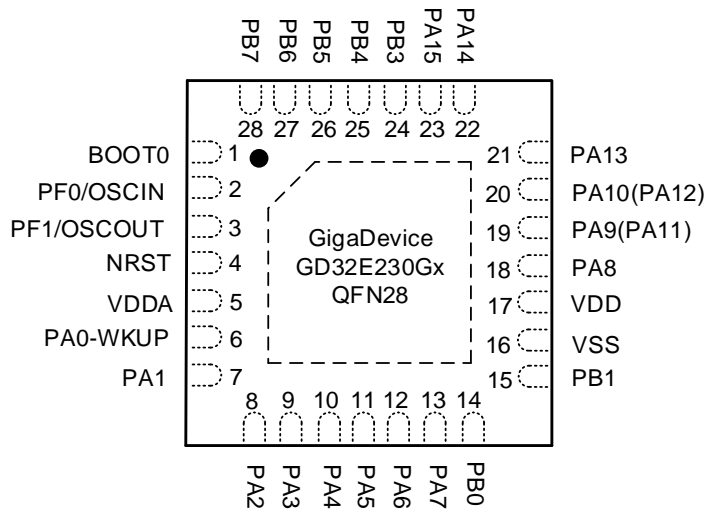 PB7
PB6
PB5
PB4
PB3
PA15
PA14
28 27 26 25 24 23 22
BOOT0 1
PF0/OSCIN 2
PF1/OSCOUT 3
NRST 4
VDDA 5
PA0-WKUP 6
PA1 7
GigaDevice
GD32E230Gx
QFN28
21 PA13
20 PA10(PA12)
19 PA9(PA11)
18 PA8
17 VDD
16 VSS
15 PB1
8 9 10 11 12 13 14
PA2
PA3
PA4
PA5
PA6
PA7
PB0